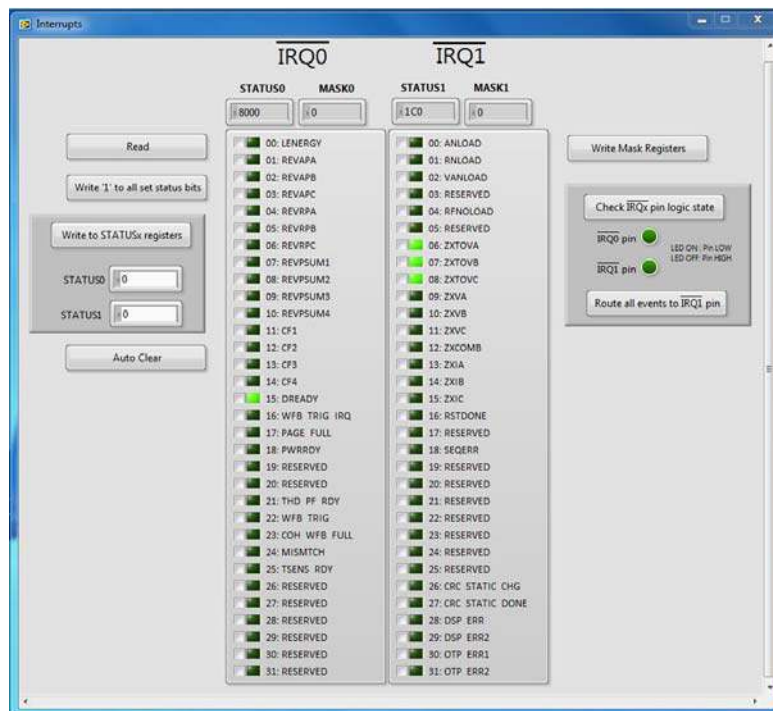 Interrupts
IRQ0
IRQ1
STATUS0 MASK0
STATUS1 MASK1
x 8000
x 0
x 1C0
x 0
Read
Write '1' to all set status bits
Write to STATUSx registers
STATUS0 x 0
STATUS1 x 0
Auto Clear
00: LENERGY
01: REVAPA
02: REVAPB
03: REVAPC
04: REVRPA
05: REVRPB
06: REVRPC
07: REVPSUM1
08: REVPSUM2
09: REVPSUM3
10: REVPSUM4
11: CF1
12: CF2
13: CF3
14: CF4
15: DREADY
16: WFB TRIG IRQ
17: PAGE FULL
18: PWRRDY
19: RESERVED
20: RESERVED
21: THD PF RDY
22: WFB TRIG
23: COH WFB FULL
24: MISMTCH
25: TSENS RDY
26: RESERVED
27: RESERVED
28: RESERVED
29: RESERVED
30: RESERVED
31: RESERVED
00: ANLOAD
01: RNLOAD
02: VANLOAD
03: RESERVED
04: RFNOLOAD
05: RESERVED
06: ZXTOVA
07: ZXTOVB
08: ZXTOVC
09: ZXVA
10: ZXVB
11: ZXVC
12: ZXCOMB
13: ZXIA
14: ZXIB
15: ZXIC
16: RSTDONE
17: RESERVED
18: SEQERR
19: RESERVED
20: RESERVED
21: RESERVED
22: RESERVED
23: RESERVED
24: RESERVED
25: RESERVED
26: CRC STATIC CHG
27: CRC STATIC DONE
28: DSP ERR
29: DSP ERR2
30: OTP ERR1
31: OTP ERR2
Write Mask Registers
Check IRQx pin logic state
IRQ0 pin
IRQ1 pin
LED ON : Pin LOW
LED OFF: Pin HIGH
Route all events to IRQ1 pin